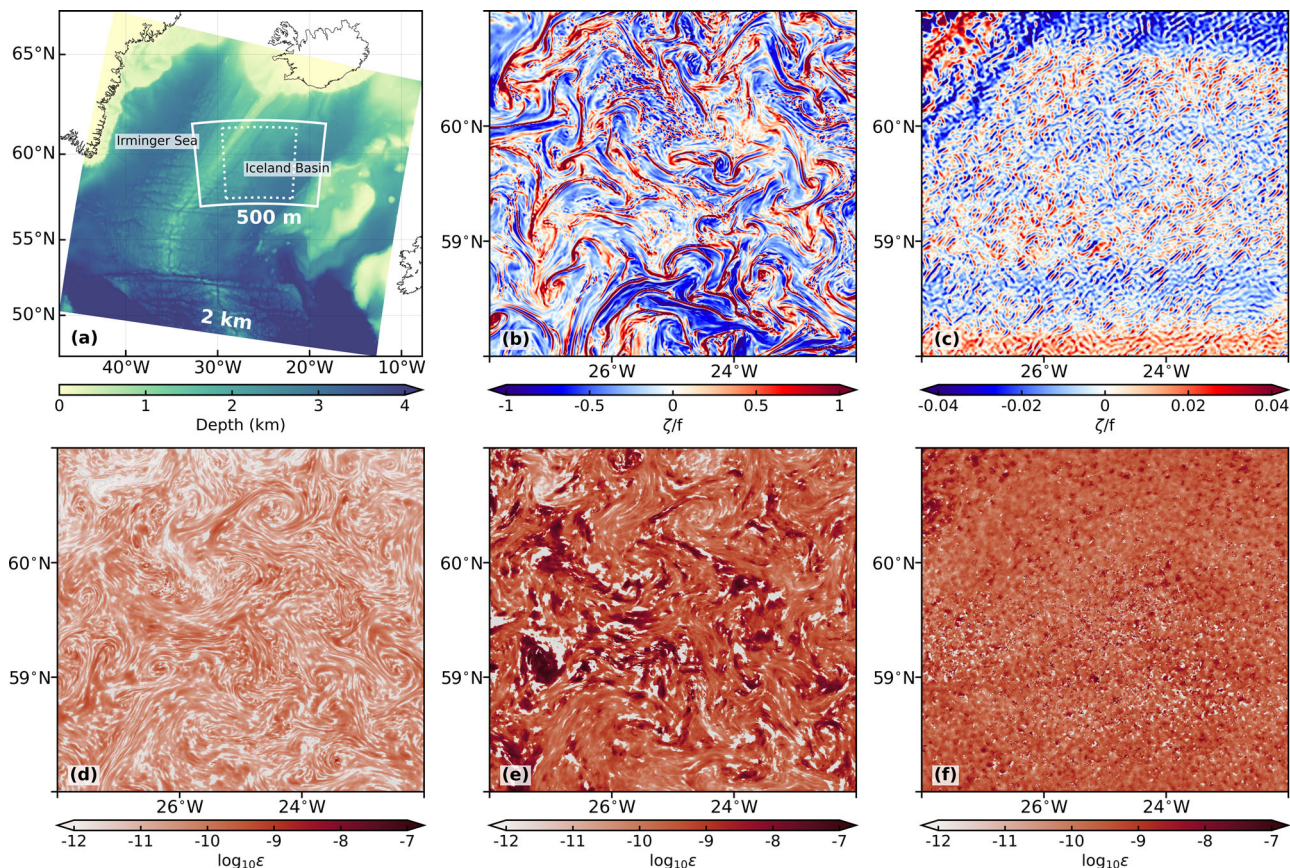 65°N
60°N
55°N
50°N
Irminger Sea
Iceland Basin
500 m
2 km
(a)
40°W 30°W 20°W 10°W
0 1 2 3 4
Depth (km)
60°N
59°N
(b)
26°W 24°W
-1 -0.5 0 0.5 1
ζ/f
60°N
59°N
(c)
26°W 24°W
-0.04 -0.02 0 0.02 0.04
ζ/f
60°N
59°N
(d)
26°W 24°W
-12 -11 -10 -9 -8 -7
log₁₀ε
60°N
59°N
(e)
26°W 24°W
-12 -11 -10 -9 -8 -7
log₁₀ε
60°N
59°N
(f)
26°W 24°W
-12 -11 -10 -9 -8 -7
log₁₀ε